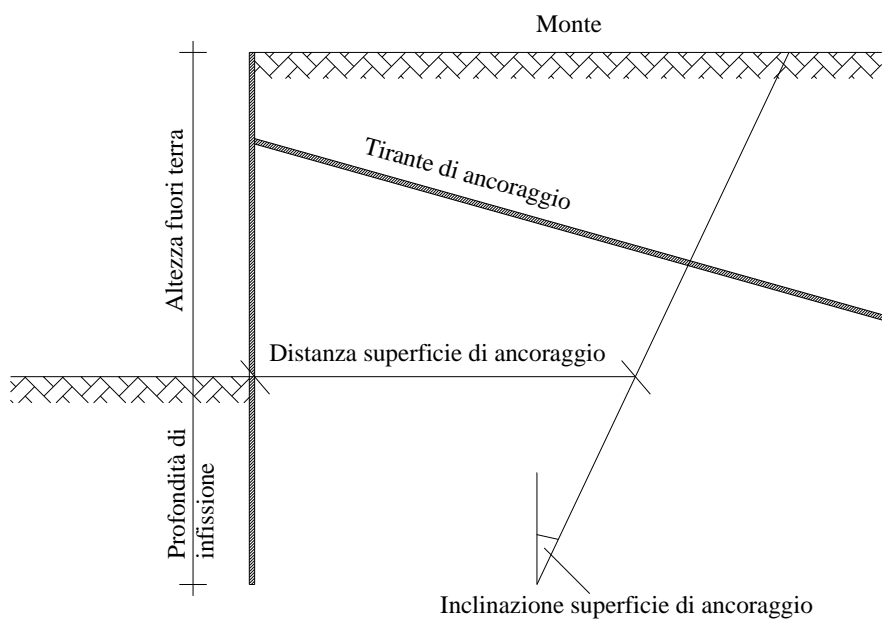 Monte
Tirante di ancoraggio
Altezza fuori terra
Distanza superficie di ancoraggio
Profondità di
infissione
Inclinazione superficie di ancoraggio